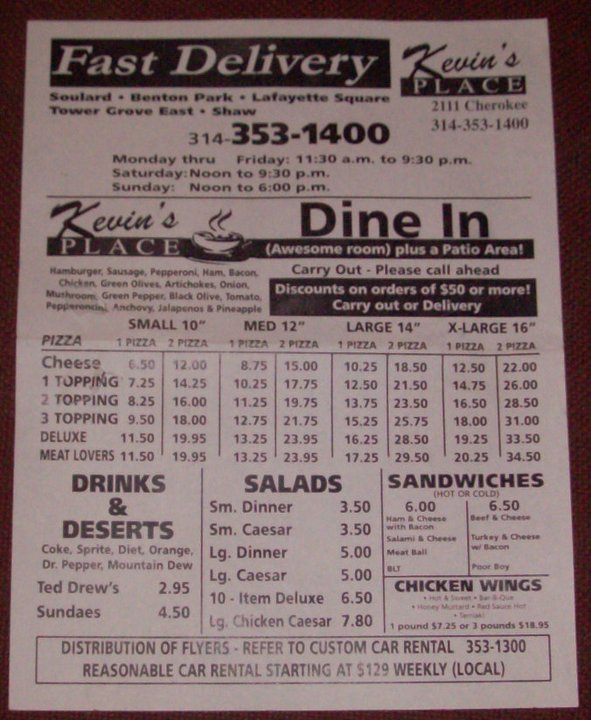 Fast Delivery
Soulard • Benton Park • Lafayette Square
Tower Grove East • Shaw
314-353-1400
Kevin's
PLACE
2111 Cherokee
314-353-1400
Monday thru Friday: 11:30 a.m. to 9:30 p.m.
Saturday: Noon to 9:30 p.m.
Sunday: Noon to 6:00 p.m.
Kevin's
PLACE
Dine In
(Awesome room) plus a Patio Area!
Hamburger, Sausage, Pepperoni, Ham, Bacon,
Chicken, Green Olives, Artichokes, Onion,
Mushroom, Green Pepper, Black Olive, Tomato,
Pepperoncini, Anchovy, Jalapenos & Pineapple
Carry Out - Please call ahead
Discounts on orders of $50 or more!
Carry out or Delivery
SMALL 10" MED 12" LARGE 14" X-LARGE 16"
PIZZA 1 PIZZA 2 PIZZA 1 PIZZA 2 PIZZA 1 PIZZA 2 PIZZA 1 PIZZA 2 PIZZA
Cheese 6.50 12.00 8.75 15.00 10.25 18.50 12.50 22.00
1 TOPPING 7.25 14.25 10.25 17.75 12.50 21.50 14.75 26.00
2 TOPPING 8.25 16.00 11.25 19.75 13.75 23.50 16.50 28.50
3 TOPPING 9.50 18.00 12.75 21.75 15.25 25.75 18.00 31.00
DELUXE 11.50 19.95 13.25 23.95 16.25 28.50 19.25 33.50
MEAT LOVERS 11.50 19.95 13.25 23.95 17.25 29.50 20.25 34.50
DRINKS
&
DESERTS
Coke, Sprite, Diet, Orange,
Dr. Pepper, Mountain Dew
Ted Drew's 2.95
Sundaes 4.50
SALADS
Sm. Dinner 3.50
Sm. Caesar 3.50
Lg. Dinner 5.00
Lg. Caesar 5.00
10 - Item Deluxe 6.50
Lg. Chicken Caesar 7.80
SANDWICHES
(HOT OR COLD)
6.00
Ham & Cheese
with Bacon
Salami & Cheese
Meat Ball
BLT
6.50
Beef & Cheese
Turkey & Cheese
w/ Bacon
Poor Boy
CHICKEN WINGS
• Hot & Sweet • Bar-B-Que
• Honey Mustard • Red Sauce Hot
• Terriaki
1 pound $7.25 or 3 pounds $18.95
DISTRIBUTION OF FLYERS - REFER TO CUSTOM CAR RENTAL 353-1300
REASONABLE CAR RENTAL STARTING AT $129 WEEKLY (LOCAL)